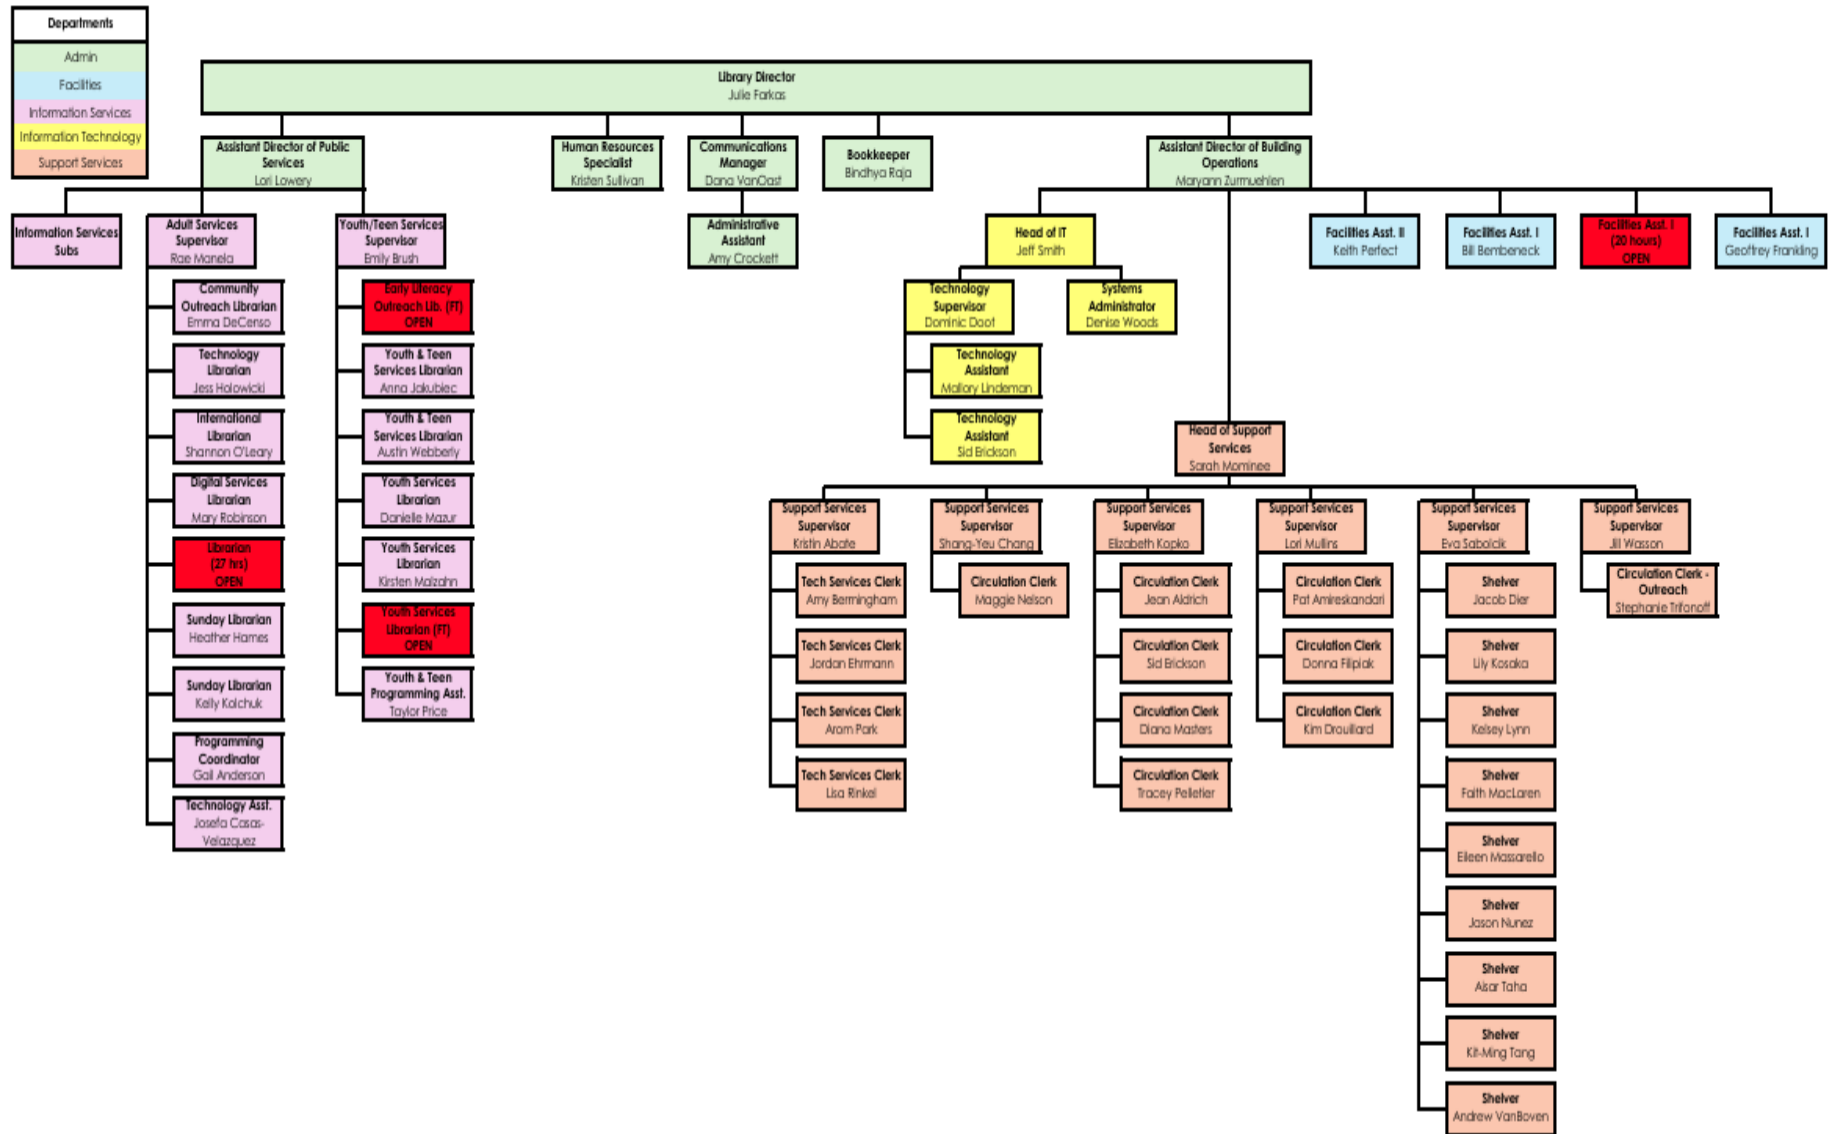 Departments
Admin
Facilities
Information Services
Information Technology
Support Services
Library Director
Julie Farkas
Assistant Director of Public
Services
Lori Lowery
Human Resources
Specialist
Kristen Sullivan
Communications
Manager
Dana VanOast
Bookkeeper
Bindhya Raja
Assistant Director of Building
Operations
Maryann Zurmuehlen
Information Services
Subs
Adult Services
Supervisor
Rae Manela
Youth/Teen Services
Supervisor
Emily Brush
Administrative
Assistant
Amy Crockett
Head of IT
Jeff Smith
Facilities Asst. II
Keith Perfect
Facilities Asst. I
Bill Bembeneck
Facilities Asst. I
(20 hours)
OPEN
Facilities Asst. I
Geoffrey Frankling
Community
Outreach Librarian
Emma DeCenso
Technology
Librarian
Jess Holowicki
International
Librarian
Shannon O'Leary
Digital Services
Librarian
Mary Robinson
Librarian
(27 hrs)
OPEN
Sunday Librarian
Heather Hames
Sunday Librarian
Kelly Kolchuk
Programming
Coordinator
Gail Anderson
Technology Asst.
Josefa Casas-
Velazquez
Early Literacy
Outreach Lib. (FT)
OPEN
Youth & Teen
Services Librarian
Anna Jakubiec
Youth & Teen
Services Librarian
Austin Webberly
Youth Services
Librarian
Danielle Mazur
Youth Services
Librarian
Kirsten Malzahn
Youth Services
Librarian (FT)
OPEN
Youth & Teen
Programming Asst.
Taylor Price
Technology
Supervisor
Dominic Doot
Systems
Administrator
Denise Woods
Technology
Assistant
Mallory Lindeman
Technology
Assistant
Sid Erickson
Head of Support
Services
Sarah Mominee
Support Services
Supervisor
Kristin Abate
Tech Services Clerk
Amy Bermingham
Tech Services Clerk
Jordan Ehrmann
Tech Services Clerk
Arom Park
Tech Services Clerk
Lisa Rinkel
Support Services
Supervisor
Shang-Yeu Chang
Circulation Clerk
Maggie Nelson
Support Services
Supervisor
Elizabeth Kopko
Circulation Clerk
Jean Aldrich
Circulation Clerk
Sid Erickson
Circulation Clerk
Diana Masters
Circulation Clerk
Tracey Pelletier
Support Services
Supervisor
Lori Mullins
Circulation Clerk
Pat Amireskandari
Circulation Clerk
Donna Filipiak
Circulation Clerk
Kim Drouillard
Support Services
Supervisor
Eva Sabolcik
Shelver
Jacob Dier
Shelver
Lily Kosaka
Shelver
Kelsey Lynn
Shelver
Faith MacLaren
Shelver
Eileen Massarello
Shelver
Jason Nunez
Shelver
Aisar Taha
Shelver
Kit-Ming Tang
Shelver
Andrew VanBoven
Support Services
Supervisor
Jill Wasson
Circulation Clerk -
Outreach
Stephanie Trifonoff